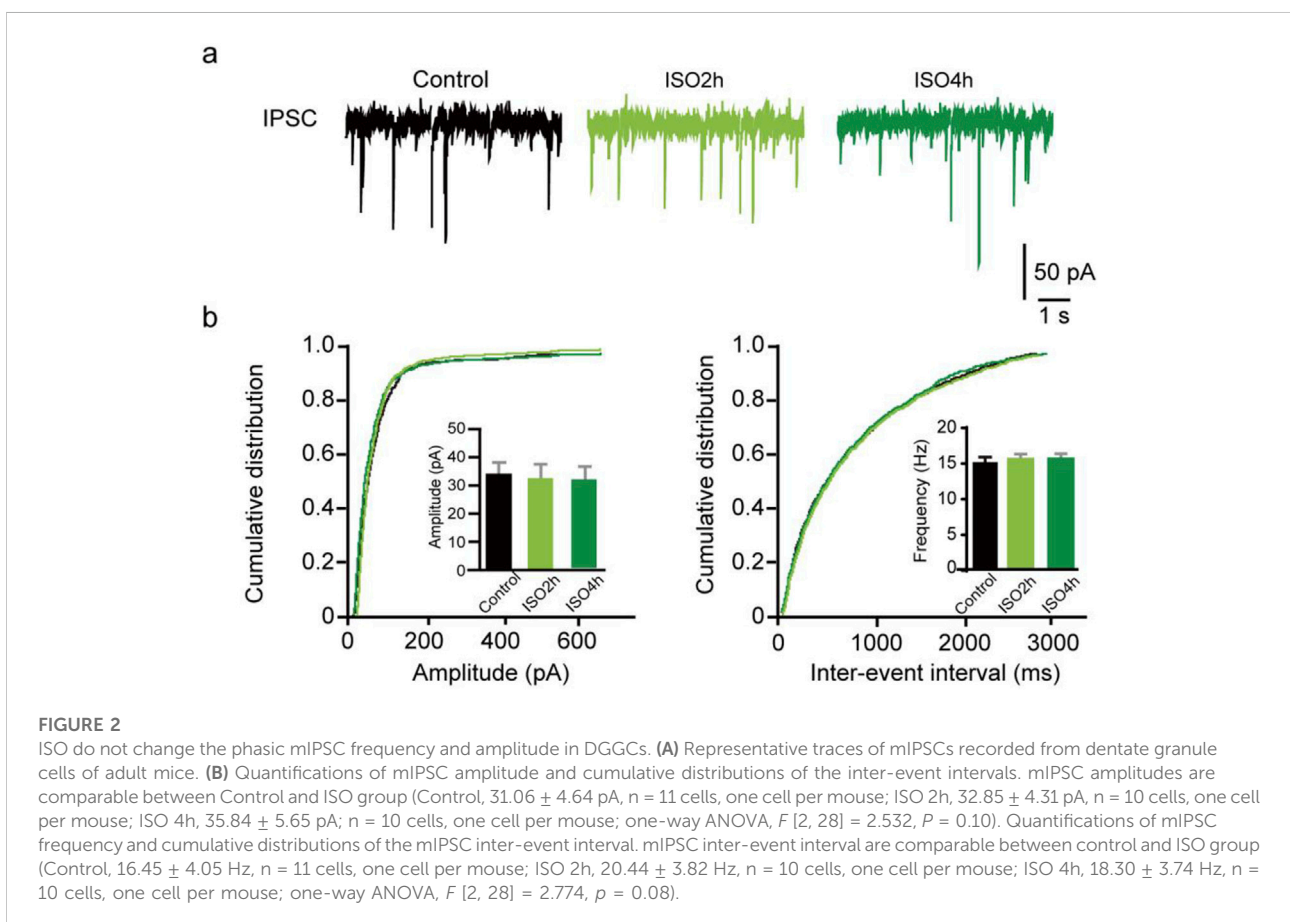 a
Control
ISO2h
ISO4h
IPSC
50 pA
1 s
b
1.0
0.8
0.6
0.4
0.2
0
Cumulative distribution
0 200 400 600
Amplitude (pA)
50
40
30
20
10
0
Amplitude (pA)
Control
ISO2h
ISO4h
1.0
0.8
0.6
0.4
0.2
0
Cumulative distribution
0 1000 2000 3000
Inter-event interval (ms)
20
15
10
5
0
Frequency (Hz)
Control
ISO2h
ISO4h
FIGURE 2
ISO do not change the phasic mIPSC frequency and amplitude in DGGCs. (A) Representative traces of mIPSCs recorded from dentate granule
cells of adult mice. (B) Quantifications of mIPSC amplitude and cumulative distributions of the inter-event intervals. mIPSC amplitudes are
comparable between Control and ISO group (Control, 31.06 ± 4.64 pA, n = 11 cells, one cell per mouse; ISO 2h, 32.85 ± 4.31 pA, n = 10 cells, one cell
per mouse; ISO 4h, 35.84 ± 5.65 pA; n = 10 cells, one cell per mouse; one-way ANOVA, F [2, 28] = 2.532, P = 0.10). Quantifications of mIPSC
frequency and cumulative distributions of the mIPSC inter-event interval. mIPSC inter-event interval are comparable between control and ISO group
(Control, 16.45 ± 4.05 Hz, n = 11 cells, one cell per mouse; ISO 2h, 20.44 ± 3.82 Hz, n = 10 cells, one cell per mouse; ISO 4h, 18.30 ± 3.74 Hz, n =
10 cells, one cell per mouse; one-way ANOVA, F [2, 28] = 2.774, p = 0.08).